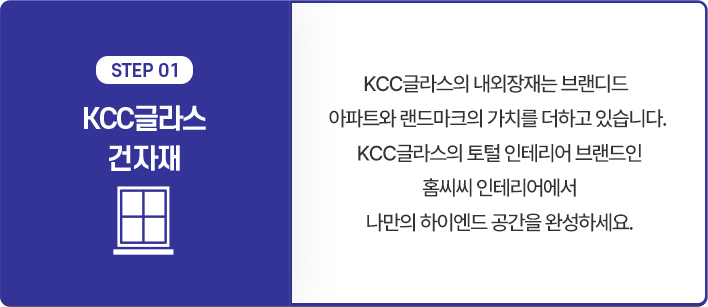 STEP 01
KCC글라스
건자재
KCC글라스의 내외장재는 브랜디드
아파트와 랜드마크의 가치를 더하고 있습니다.
KCC글라스의 토털 인테리어 브랜드인
홈씨씨 인테리어에서
나만의 하이엔드 공간을 완성하세요.